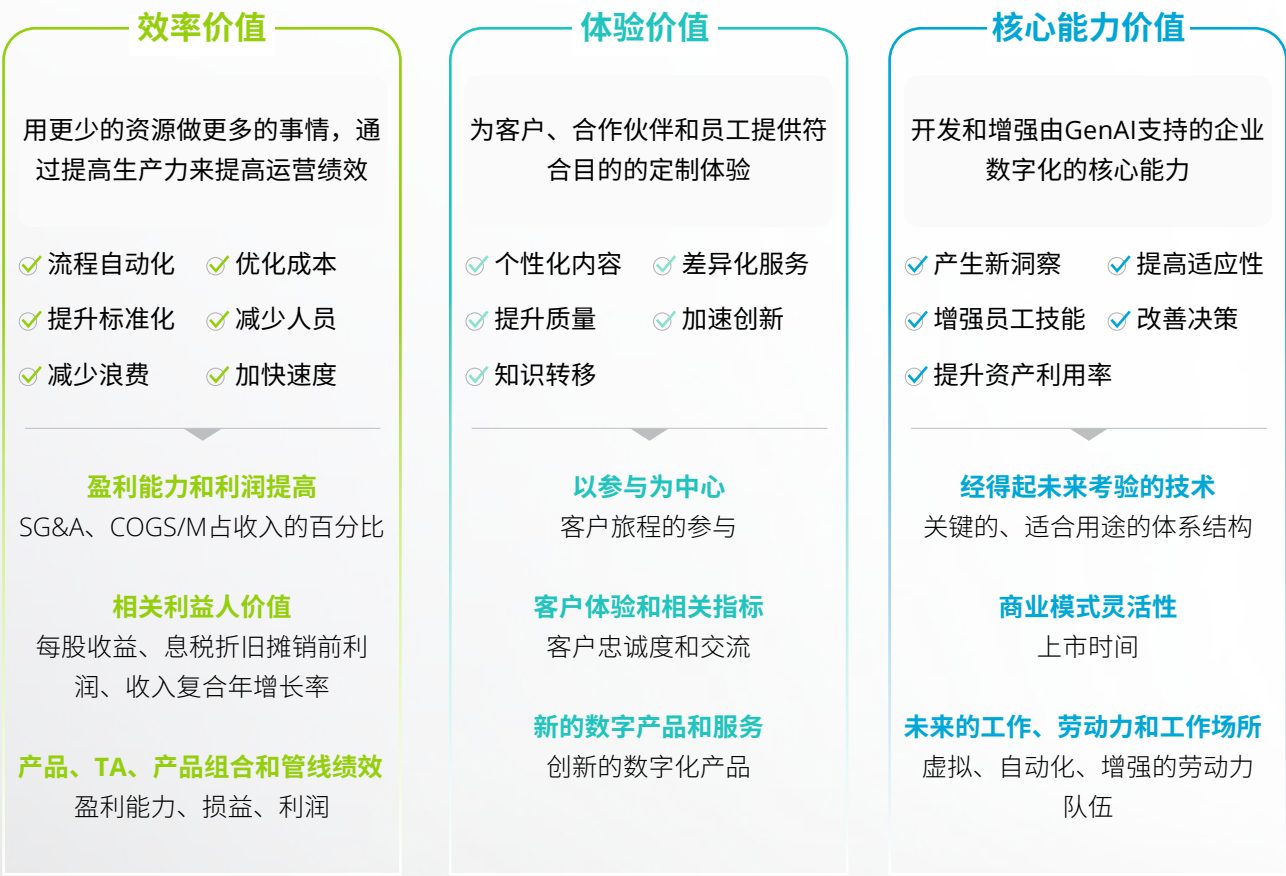 效率价值
用更少的资源做更多的事情，通
过提高生产力来提高运营绩效
流程自动化 优化成本
提升标准化 减少人员
减少浪费 加快速度
盈利能力和利润提高
SG&A、COGS/M占收入的百分比
相关利益人价值
每股收益、息税折旧摊销前利
润、收入复合年增长率
产品、TA、产品组合和管线绩效
盈利能力、损益、利润
体验价值
为客户、合作伙伴和员工提供符
合目的的定制体验
个性化内容 差异化服务
提升质量 加速创新
知识转移
以参与为中心
客户旅程的参与
客户体验和相关指标
客户忠诚度和交流
新的数字产品和服务
创新的数字化产品
核心能力价值
开发和增强由GenAI支持的企业
数字化的核心能力
产生新洞察 提高适应性
增强员工技能 改善决策
提升资产利用率
经得起未来考验的技术
关键的、适合用途的体系结构
商业模式灵活性
上市时间
未来的工作、劳动力和工作场所
虚拟、自动化、增强的劳动力
队伍